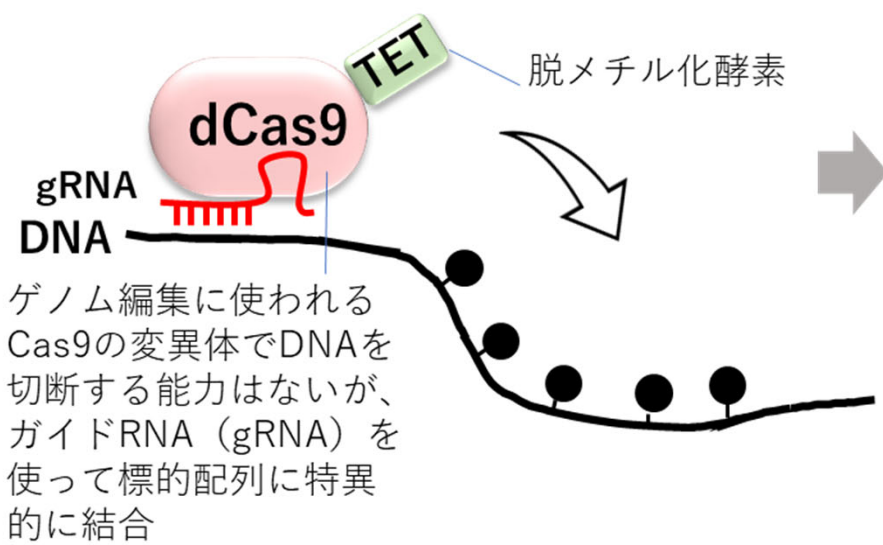 TET
脱メチル化酵素
dCas9
gRNA
DNA
ゲノム編集に使われる
Cas9の変異体でDNAを
切断する能力はないが、
ガイドRNA（gRNA）を
使って標的配列に特異
的に結合